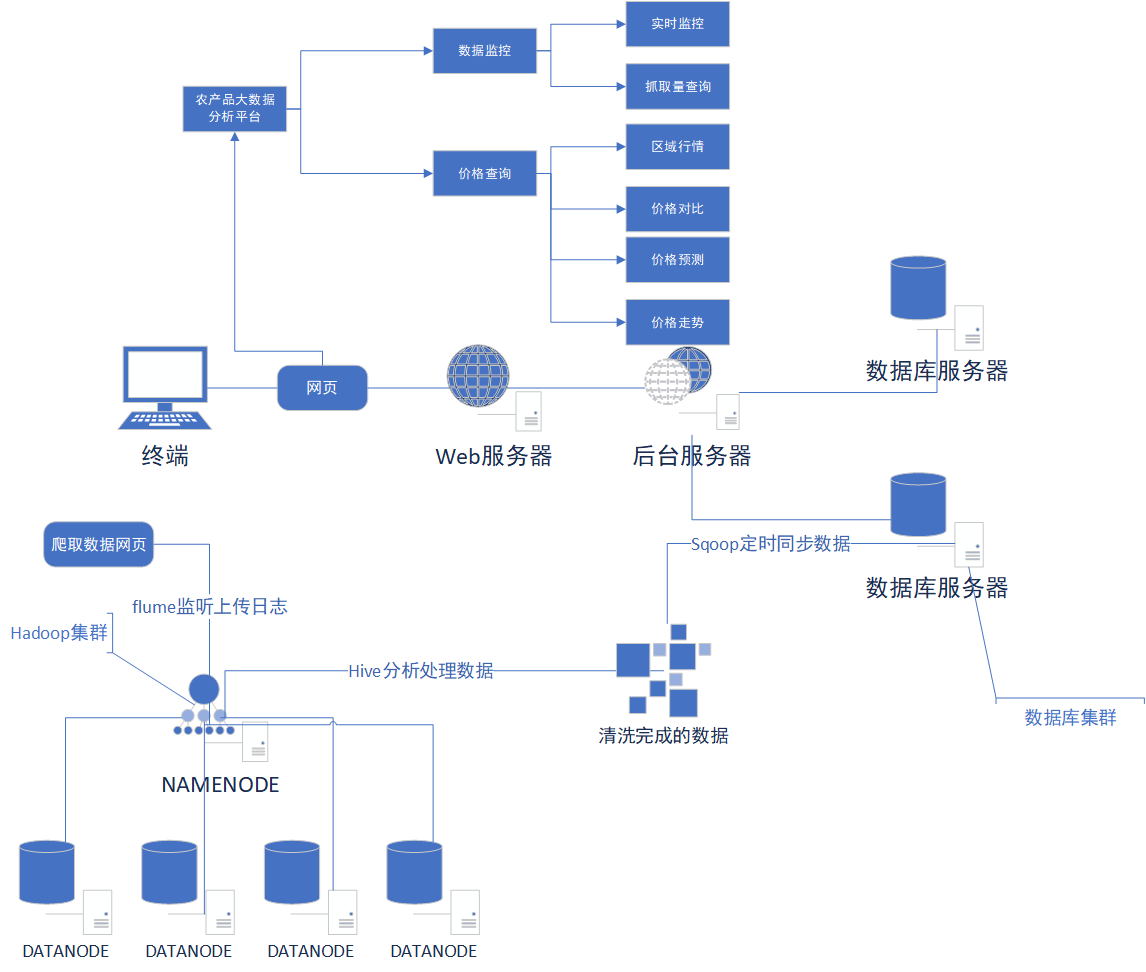 实时监控
数据监控
抓取量查询
农产品大数据
分析平台
区域行情
价格查询
价格对比
价格预测
价格走势
网页
数据库服务器
终端
Web服务器
后台服务器
爬取数据网页
Sqoop定时同步数据
数据库服务器
flume监听上传日志
Hadoop集群
Hive分析处理数据
数据库集群
清洗完成的数据
NAMENODE
DATANODE
DATANODE
DATANODE
DATANODE